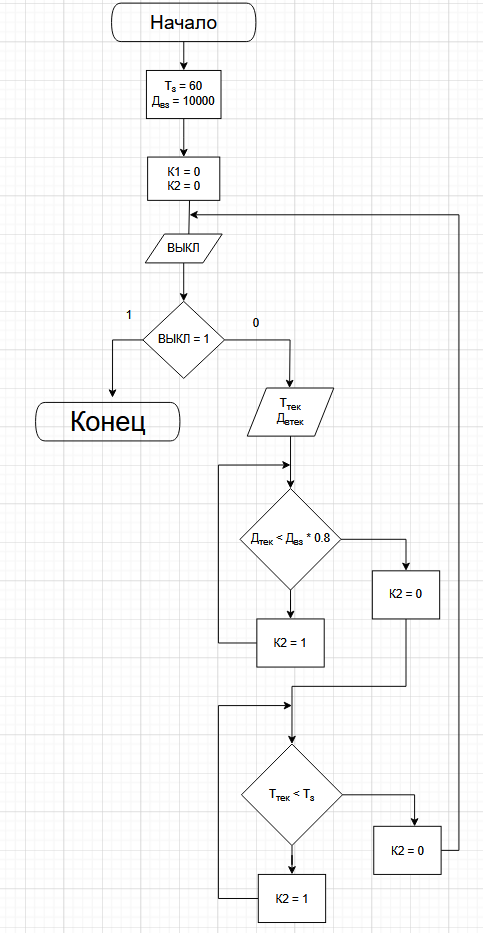 Начало
Tз = 60
Двз = 10000
К1 = 0
К2 = 0
ВЫКЛ
1
0
ВЫКЛ = 1
Конец
Ттек
Двтек
Дтек < Двз * 0.8
К2 = 0
К2 = 1
Ттек < Тз
К2 = 0
К2 = 1